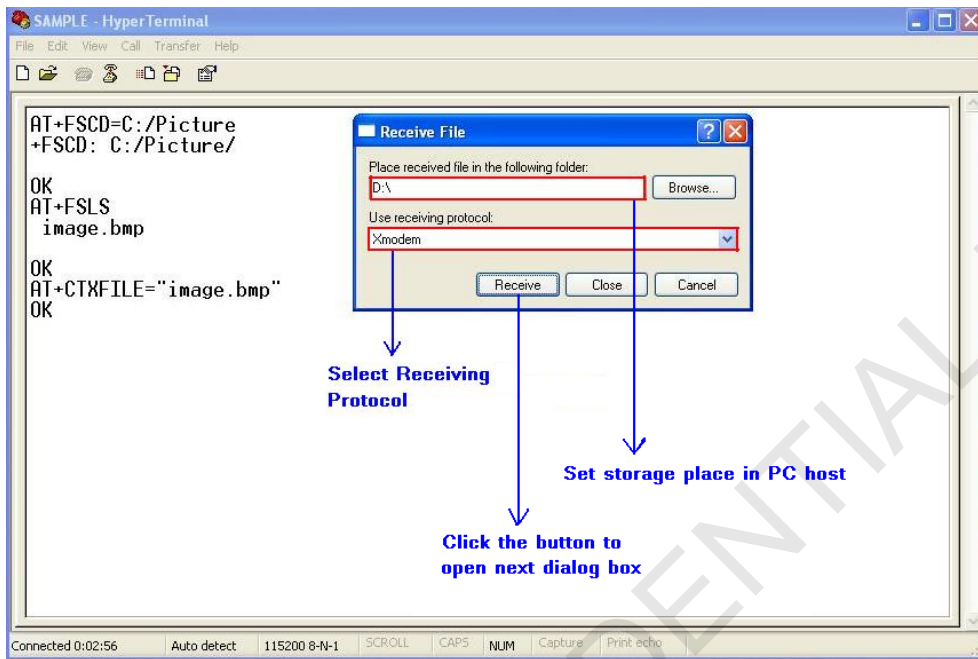 SAMPLE - HyperTerminal
File Edit View Call Transfer Help
AT+FSCD=C:/Picture
+FSCD: C:/Picture/
OK
AT+FSLS
image.bmp
OK
AT+CTXFILE="image.bmp"
OK
Receive File
Place received file in the following folder:
D:\
Browse...
Use receiving protocol:
Xmodem
Receive Close Cancel
Select Receiving
Protocol
Set storage place in PC host
Click the button to
open next dialog box
DENTIAL
Connected 0:02:56 Auto detect 115200 8-N-1 SCROLL CAPS NUM Capture Print echo